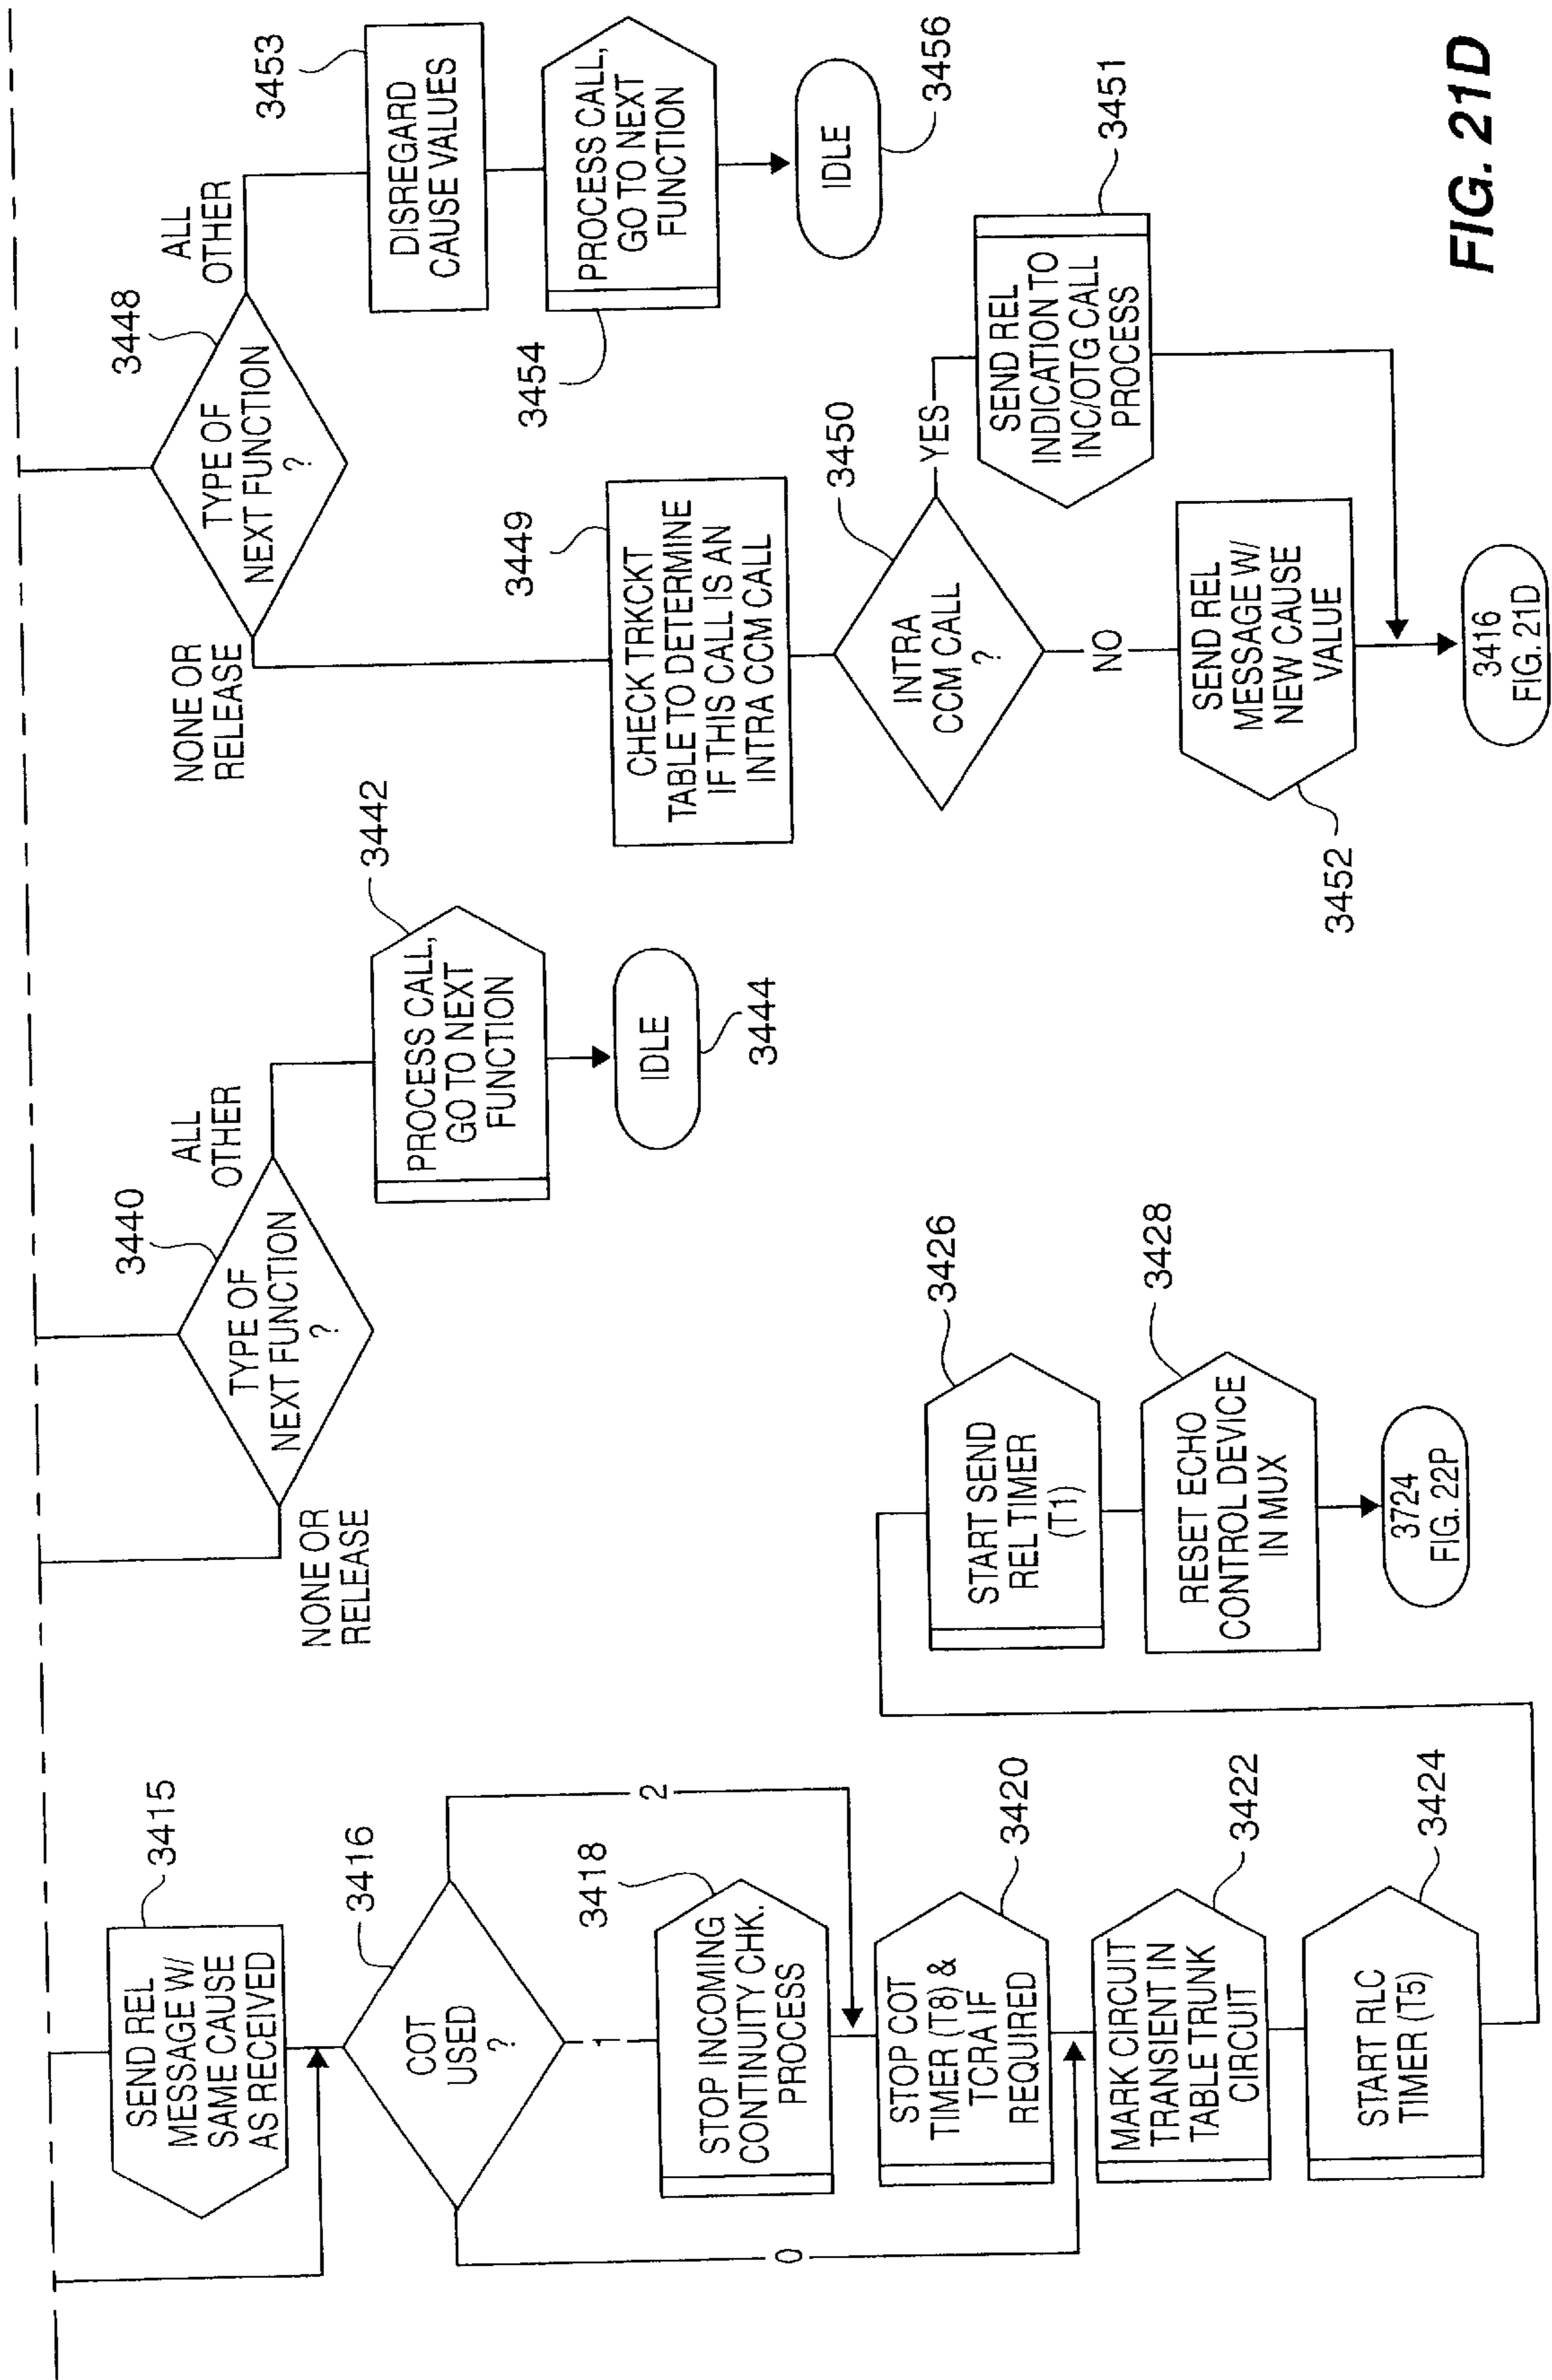 3415
SEND REL
MESSAGE W/
SAME CAUSE
AS RECEIVED
3416
COT
USED
?
0
1
2
3418
STOP INCOMING
CONTINUITY CHK.
PROCESS
3420
STOP COT
TIMER (T8) &
TCRA IF
REQUIRED
3422
MARK CIRCUIT
TRANSIENT IN
TABLE TRUNK
CIRCUIT
3424
START RLC
TIMER (T5)
3426
START SEND
REL TIMER
(T1)
3428
RESET ECHO
CONTROL DEVICE
IN MUX
3724
FIG. 22P
3440
TYPE OF
NEXT FUNCTION
?
NONE OR
RELEASE
ALL
OTHER
3442
PROCESS CALL,
GO TO NEXT
FUNCTION
IDLE
3444
3448
TYPE OF
NEXT FUNCTION
?
NONE OR
RELEASE
ALL
OTHER
3449
CHECK TRKCKT
TABLE TO DETERMINE
IF THIS CALL IS AN
INTRA CCM CALL
3450
INTRA
CCM CALL
?
YES
NO
SEND REL
INDICATION TO
INC/OTG CALL
PROCESS
3451
SEND REL
MESSAGE W/
NEW CAUSE
VALUE
3452
3416
FIG. 21D
3453
DISREGARD
CAUSE VALUES
PROCESS CALL,
GO TO NEXT
FUNCTION
3454
IDLE
3456
FIG. 21D